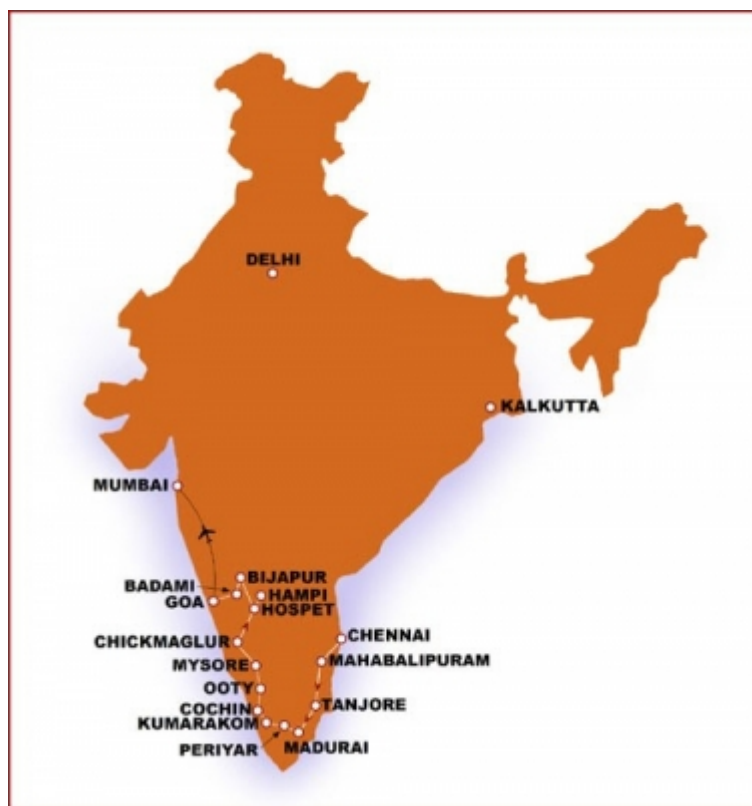 DELHI
KALKUTTA
MUMBAI
BIJAPUR
BADAMI
HAMPI
GOA
HOSPET
CHENNAI
CHICKMAGLUR
MAHABALIPURAM
MYSORE
OOTY
TANJORE
COCHIN
KUMARAKOM
MADURAI
PERIYAR